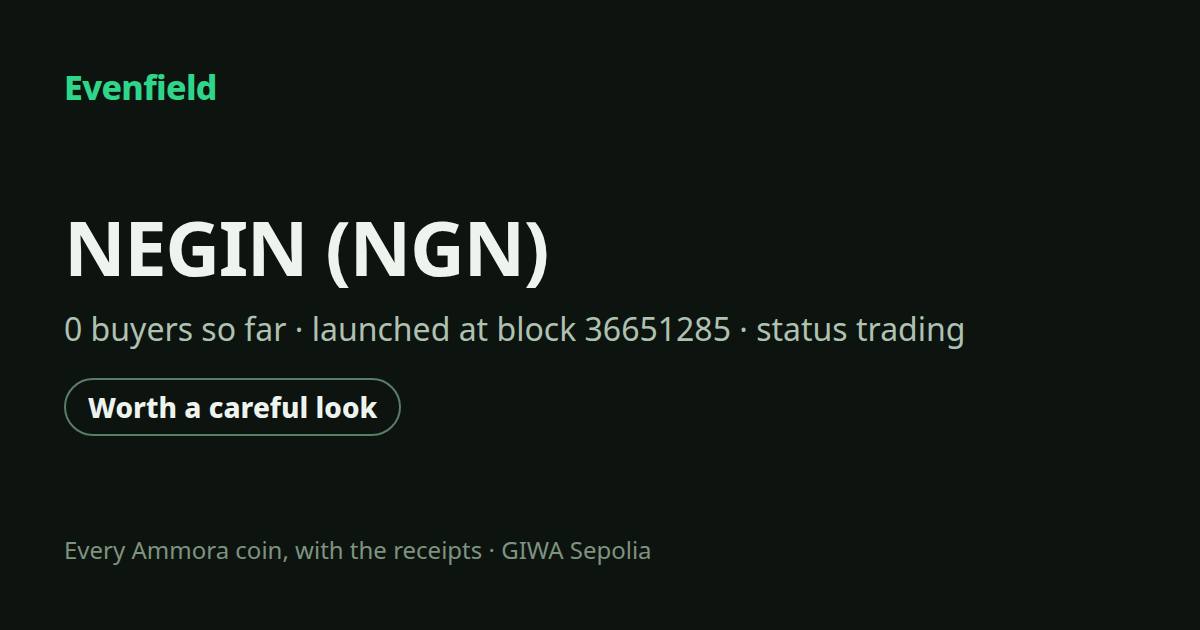 Evenfield
NEGIN (NGN)
0 buyers so far · launched at block 36651285 · status trading
Worth a careful look
Every Ammora coin, with the receipts · GIWA Sepolia